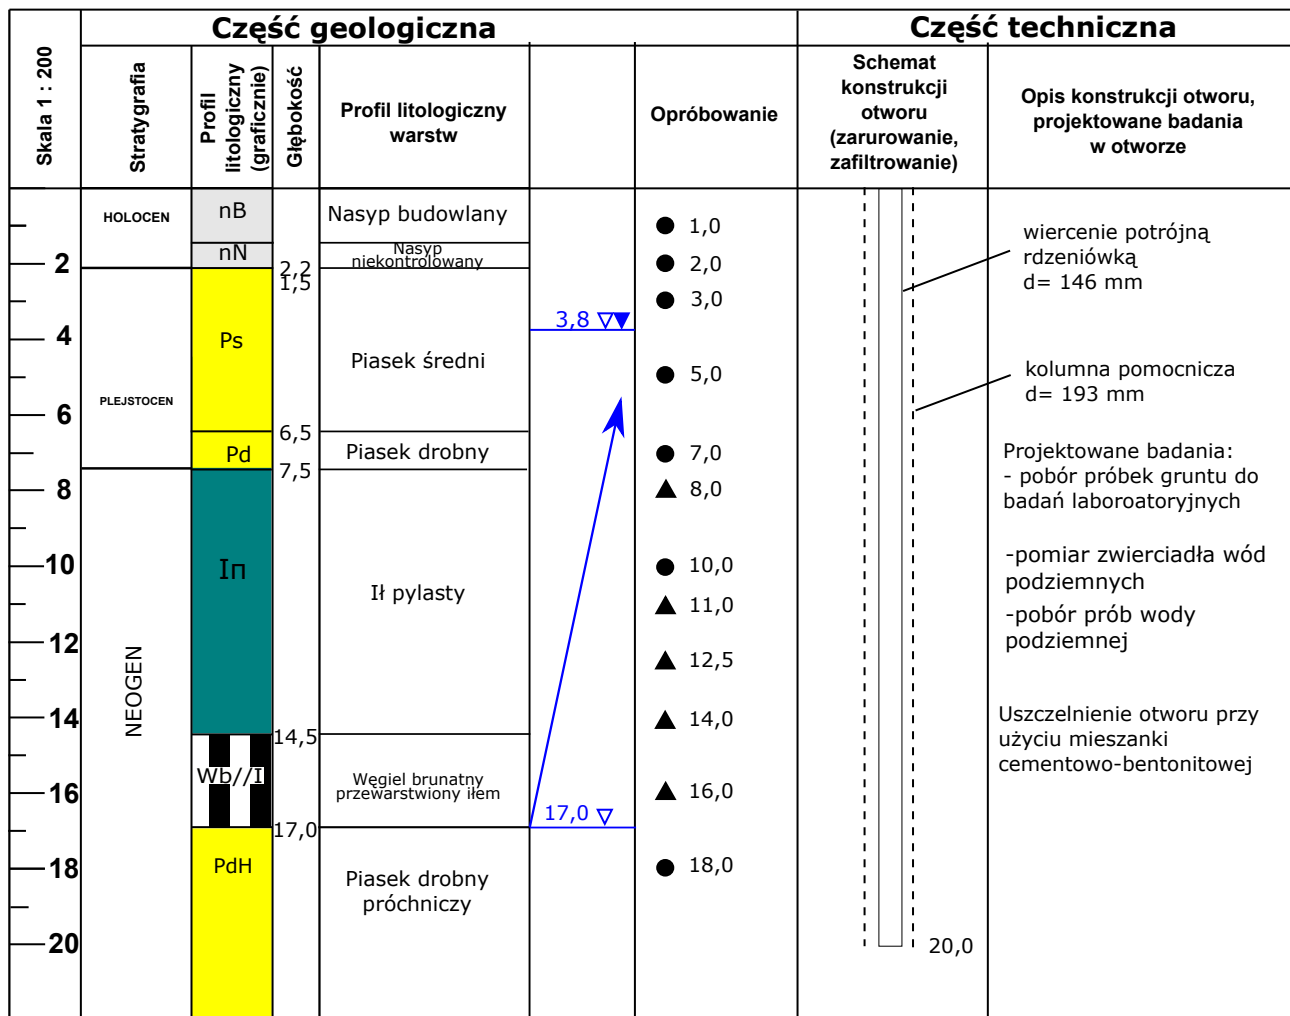 Część geologiczna
Część techniczna
Skala 1 : 200
Stratygrafia
Profil
litologiczny
(graficznie)
Głębokość
Profil litologiczny
warstw
Opróbowanie
Schemat
konstrukcji
otworu
(zarurowanie,
zafiltrowanie)
Opis konstrukcji otworu,
projektowane badania
w otworze
2
4
6
8
10
12
14
16
18
20
HOLOCEN
PLEJSTOCEN
NEOGEN
nB
nN
Ps
Pd
Iп
Wb//I
PdH
2,2
1,5
6,5
7,5
14,5
17,0
Nasyp budowlany
Nasyp
niekontrolowany
Piasek średni
Piasek drobny
Ił pylasty
Węgiel brunatny
przewarstwiony iłem
Piasek drobny
próchniczy
3,8
17,0
1,0
2,0
3,0
5,0
7,0
8,0
10,0
11,0
12,5
14,0
16,0
18,0
20,0
wiercenie potrójną
rdzeniówką
d= 146 mm
kolumna pomocnicza
d= 193 mm
Projektowane badania:
- pobór próbek gruntu do
badań laboroatoryjnych
-pomiar zwierciadła wód
podziemnych
-pobór prób wody
podziemnej
Uszczelnienie otworu przy
użyciu mieszanki
cementowo-bentonitowej